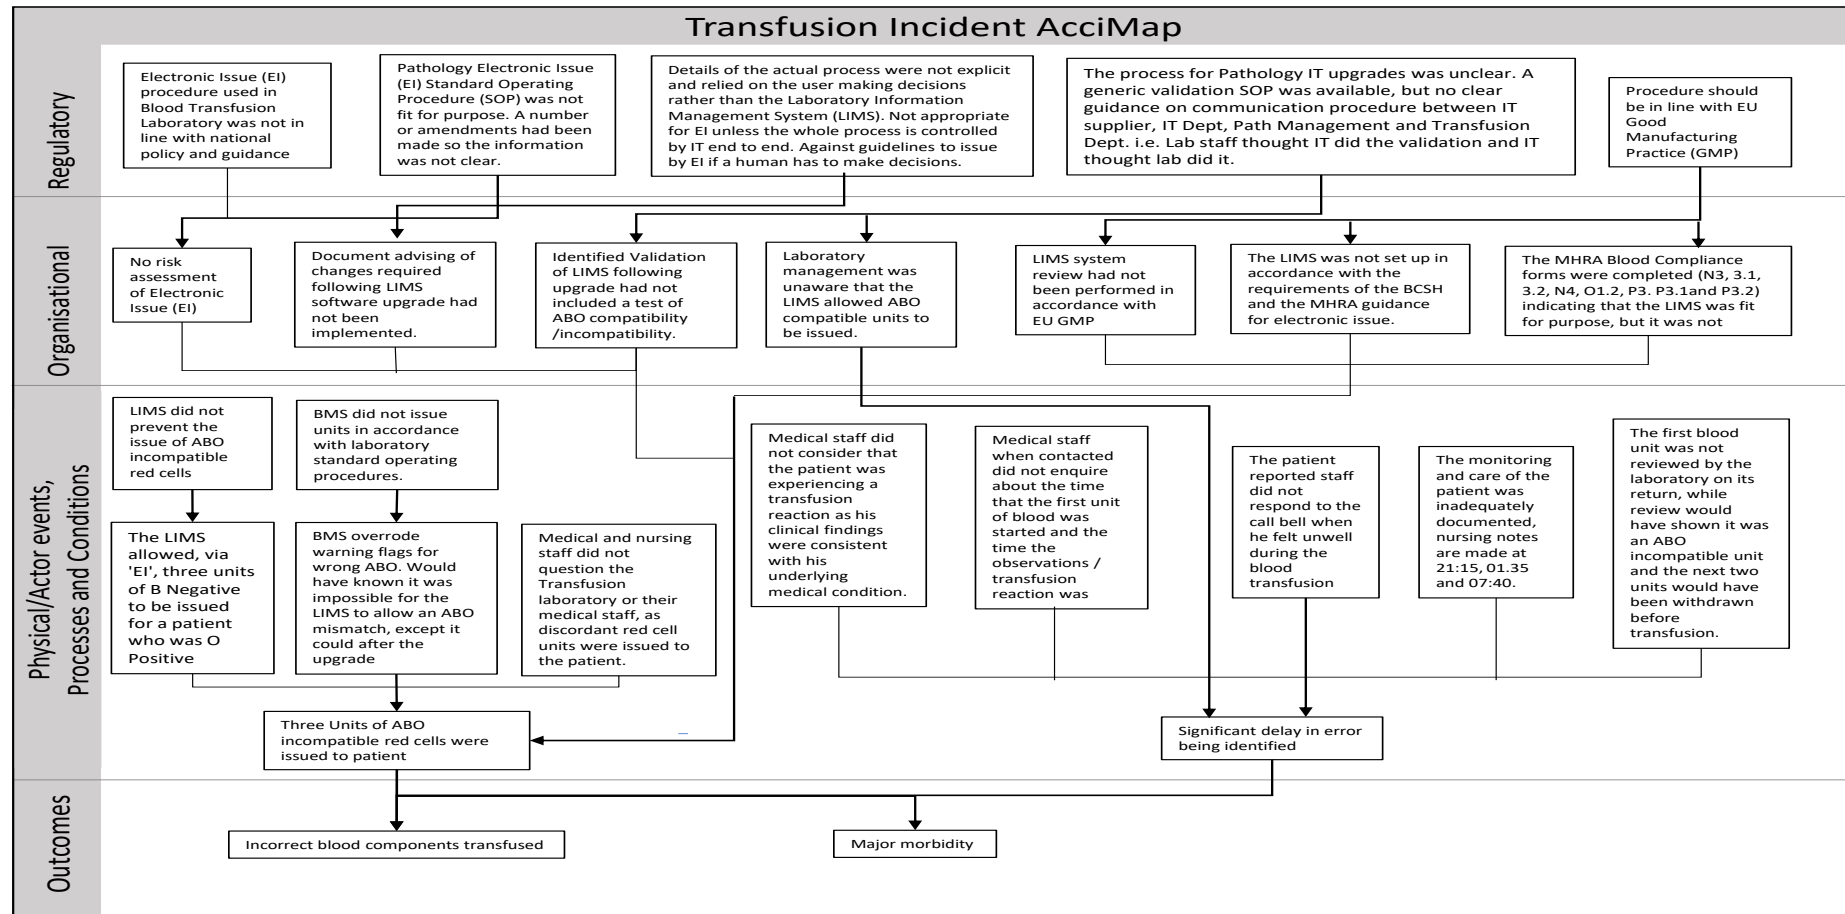 Transfusion Incident AcciMap
Regulatory
Electronic Issue (EI)
procedure used in
Blood Transfusion
Laboratory was not in
line with national
policy and guidance
Pathology Electronic Issue
(EI) Standard Operating
Procedure (SOP) was not
fit for purpose. A number
or amendments had been
made so the information
was not clear.
Details of the actual process were not explicit
and relied on the user making decisions
rather than the Laboratory Information
Management System (LIMS). Not appropriate
for EI unless the whole process is controlled
by IT end to end. Against guidelines to issue
by EI if a human has to make decisions.
The process for Pathology IT upgrades was unclear. A
generic validation SOP was available, but no clear
guidance on communication procedure between IT
supplier, IT Dept, Path Management and Transfusion
Dept. i.e. Lab staff thought IT did the validation and IT
thought lab did it.
Procedure should
be in line with EU
Good
Manufacturing
Practice (GMP)
Organisational
No risk
assessment
of Electronic
Issue (EI)
Document advising of
changes required
following LIMS
software upgrade had
not been
implemented.
Identified Validation
of LIMS following
upgrade had not
included a test of
ABO compatibility
/incompatibility.
Laboratory
management was
unaware that the
LIMS allowed ABO
compatible units to
be issued.
LIMS system
review had not
been performed in
accordance with
EU GMP
The LIMS was not set up in
accordance with the
requirements of the BCSH
and the MHRA guidance
for electronic issue.
The MHRA Blood Compliance
forms were completed (N3, 3.1,
3.2, N4, O1.2, P3. P3.1and P3.2)
indicating that the LIMS was fit
for purpose, but it was not
Physical/Actor events,
Processes and Conditions
LIMS did not
prevent the
issue of ABO
incompatible
red cells
BMS did not issue
units in accordance
with laboratory
standard operating
procedures.
The LIMS
allowed, via
'EI', three units
of B Negative
to be issued
for a patient
who was O
Positive
BMS overrode
warning flags for
wrong ABO. Would
have known it was
impossible for the
LIMS to allow an ABO
mismatch, except it
could after the
upgrade
Medical and nursing
staff did not
question the
Transfusion
laboratory or their
medical staff, as
discordant red cell
units were issued to
the patient.
Medical staff did
not consider that
the patient was
experiencing a
transfusion
reaction as his
clinical findings
were consistent
with his
underlying
medical condition.
Medical staff
when contacted
did not enquire
about the time
that the first unit
of blood was
started and the
time the
observations /
transfusion
reaction was
The patient
reported staff
did not
respond to the
call bell when
he felt unwell
during the
blood
transfusion
The monitoring
and care of the
patient was
inadequately
documented,
nursing notes
are made at
21:15, 01.35
and 07:40.
The first blood
unit was not
reviewed by the
laboratory on its
return, while
review would
have shown it was
an ABO
incompatible unit
and the next two
units would have
been withdrawn
before
transfusion.
Three Units of ABO
incompatible red cells were
issued to patient
Significant delay in error
being identified
Outcomes
Incorrect blood components transfused
Major morbidity